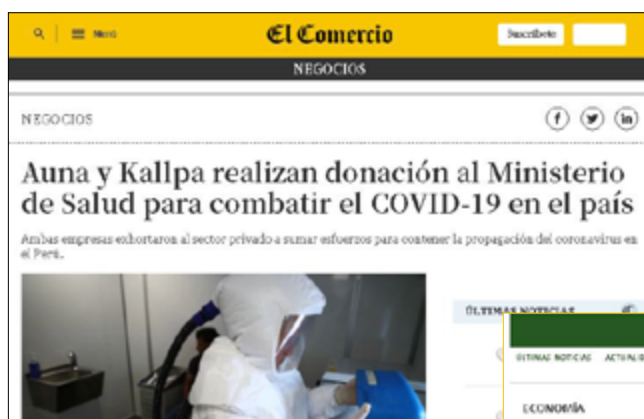 Menú
El Comercio
Suscríbete
NEGOCIOS
NEGOCIOS
Auna y Kallpa realizan donación al Ministerio
de Salud para combatir el COVID-19 en el país
Ambas empresas exhortaron al sector privado a sumar esfuerzos para contener la propagación del coronavirus en
el Perú.
ÚLTIMAS NOTICIAS
ÚLTIMAS NOTICIAS
ECONOMÍA